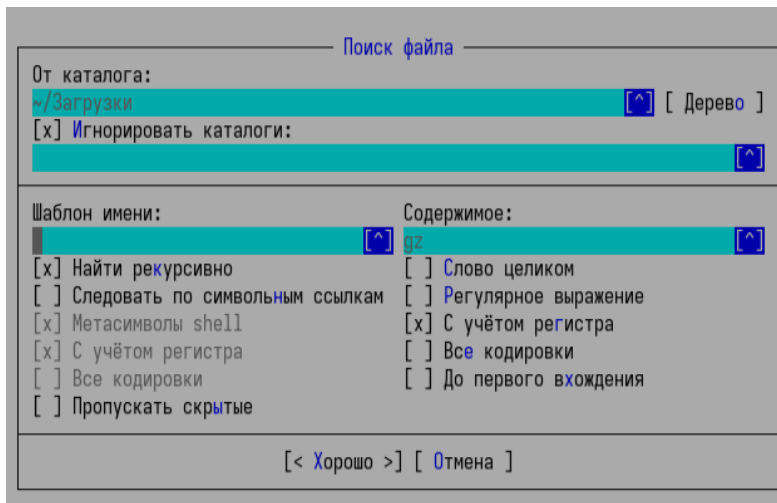 Поиск файла
От каталога:
~/Загрузки [^] [ Дерево ]
[x] Игнорировать каталоги:
[^]
Шаблон имени: Содержимое:
[^] gz [^]
[x] Найти рекурсивно [ ] Слово целиком
[ ] Следовать по символьным ссылкам [ ] Регулярное выражение
[x] Метасимволы shell [x] С учётом регистра
[x] С учётом регистра [ ] Все кодировки
[ ] Все кодировки [ ] До первого вхождения
[ ] Пропускать скрытые
[< Хорошо >] [ Отмена ]